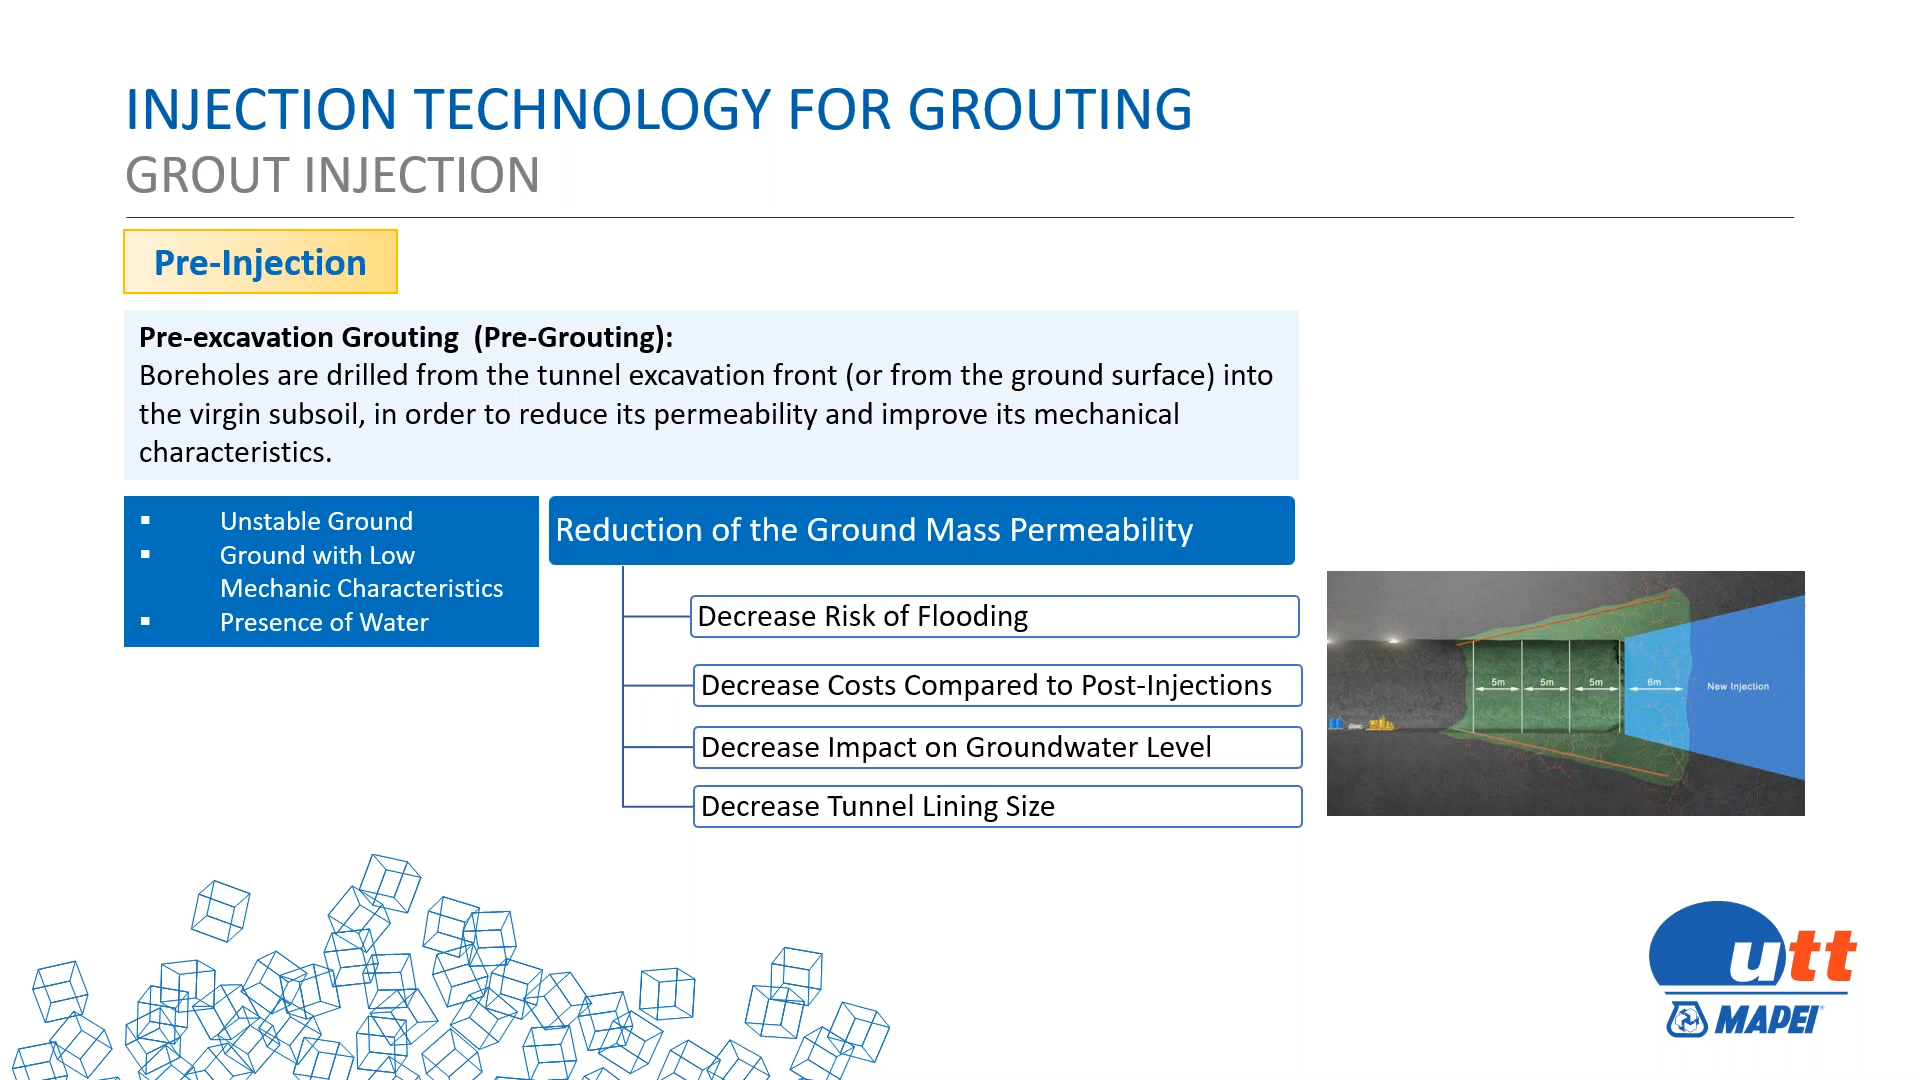 INJECTION TECHNOLOGY FOR GROUTING
GROUT INJECTION
Pre-Injection
Pre-excavation Grouting (Pre-Grouting):
Boreholes are drilled from the tunnel excavation front (or from the ground surface) into
the virgin subsoil, in order to reduce its permeability and improve its mechanical
characteristics.
▪ Unstable Ground
▪ Ground with Low
Mechanic Characteristics
▪ Presence of Water
Reduction of the Ground Mass Permeability
Decrease Risk of Flooding
Decrease Costs Compared to Post-Injections
Decrease Impact on Groundwater Level
Decrease Tunnel Lining Size
5m 5m 5m 6m New Injection
utt
MAPEI®